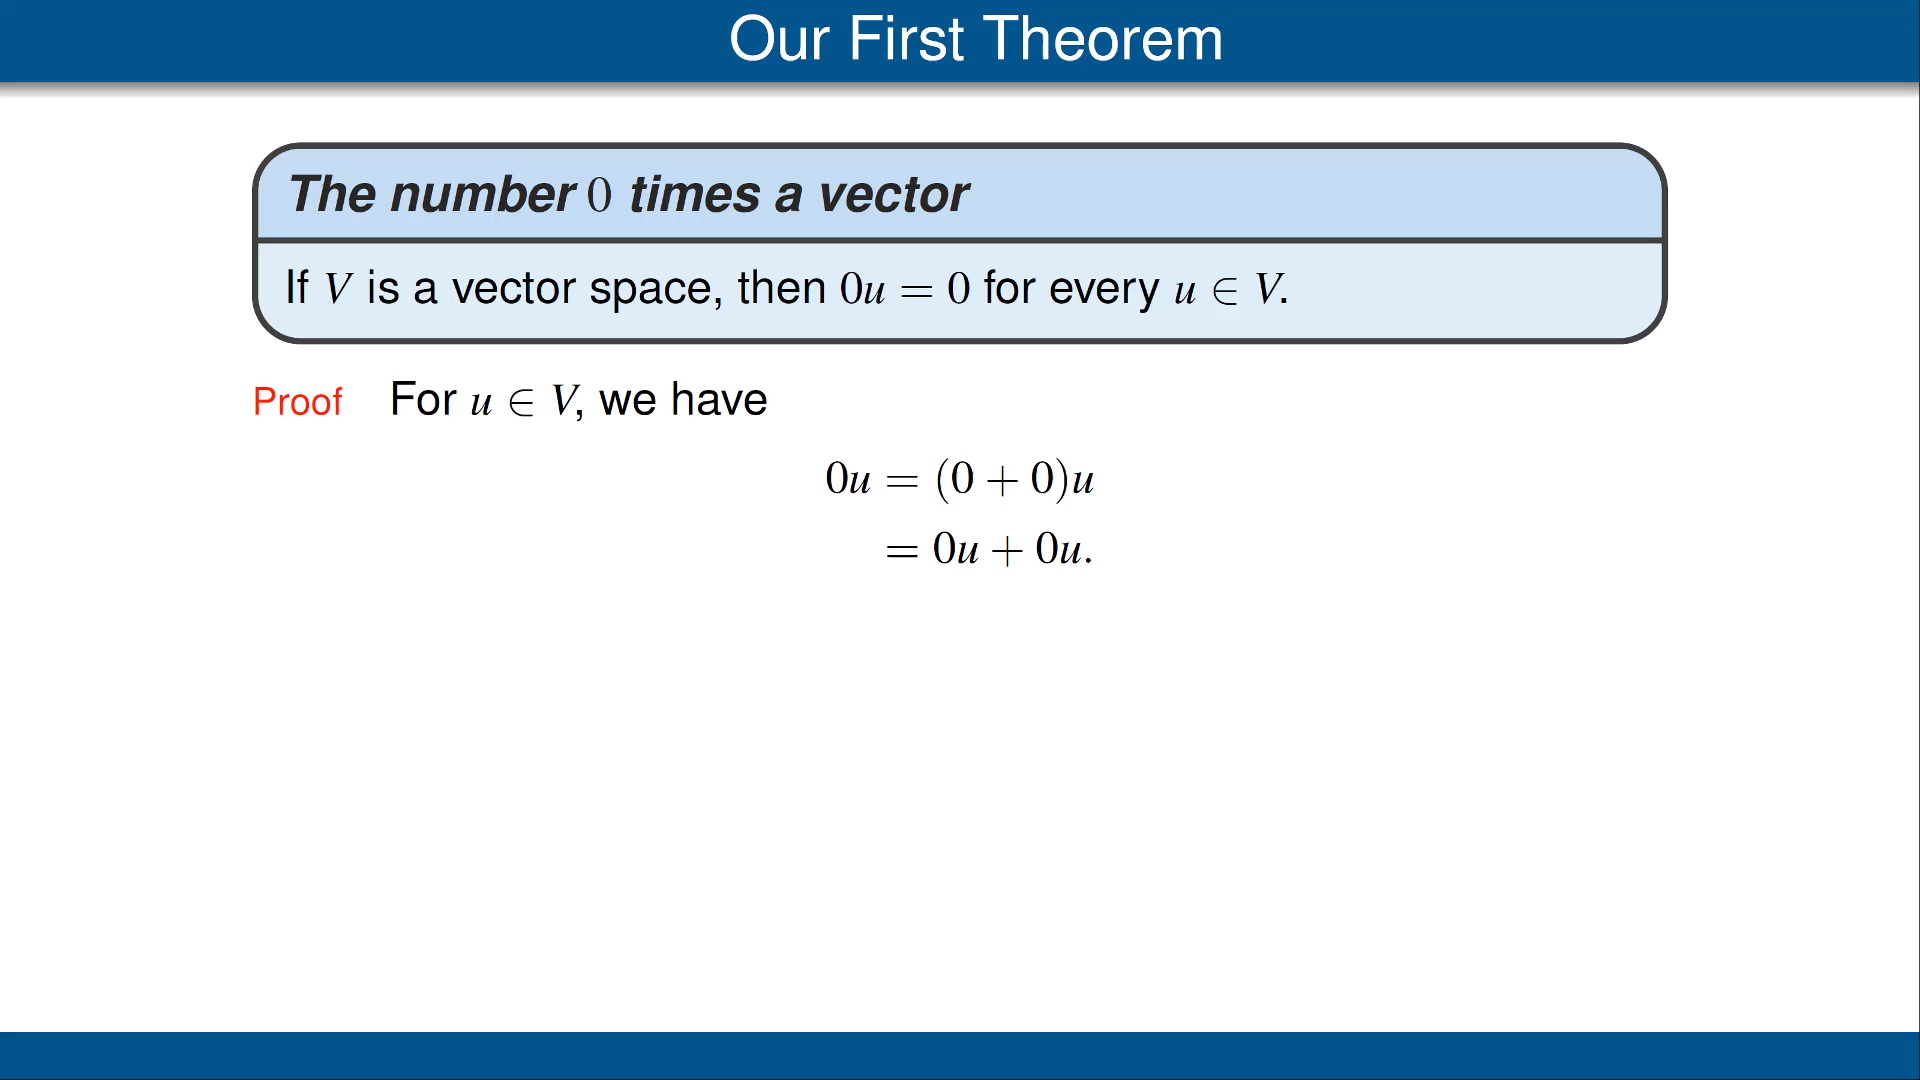 Our First Theorem
The number 0 times a vector
If V is a vector space, then 0u = 0 for every u ∈ V.
Proof For u ∈ V, we have
0u = (0 + 0)u
= 0u + 0u.